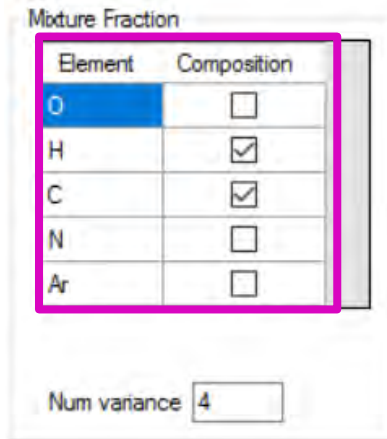 Mixture Fraction
Element Composition
O
H
C
N
Ar
Num variance 4